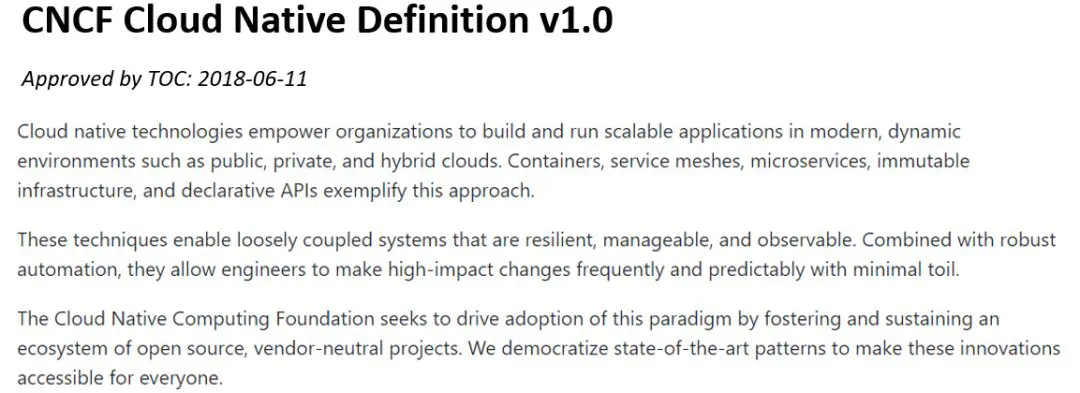 CNCF Cloud Native Definition v1.0
Approved by TOC: 2018-06-11
Cloud native technologies empower organizations to build and run scalable applications in modern, dynamic
environments such as public, private, and hybrid clouds. Containers, service meshes, microservices, immutable
infrastructure, and declarative APIs exemplify this approach.
These techniques enable loosely coupled systems that are resilient, manageable, and observable. Combined with robust
automation, they allow engineers to make high-impact changes frequently and predictably with minimal toil.
The Cloud Native Computing Foundation seeks to drive adoption of this paradigm by fostering and sustaining an
ecosystem of open source, vendor-neutral projects. We democratize state-of-the-art patterns to make these innovations
accessible for everyone.